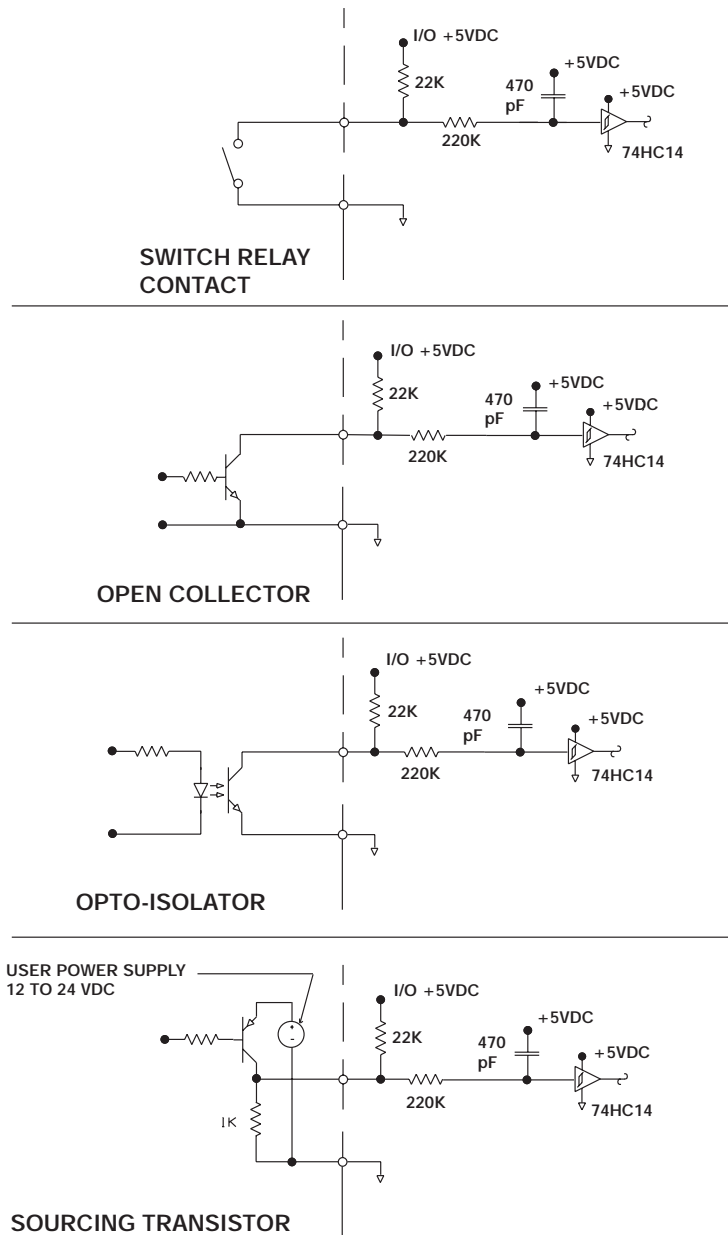 I/O +5VDC
+5VDC
470
pF
22K
+5VDC
220K
74HC14
SWITCH RELAY
CONTACT
I/O +5VDC
+5VDC
22K
470
pF
+5VDC
220K
74HC14
OPEN COLLECTOR
I/O +5VDC
+5VDC
22K
470
pF
+5VDC
220K
74HC14
OPTO-ISOLATOR
USER POWER SUPPLY
12 TO 24 VDC
I/O +5VDC
+5VDC
22K
470
pF
+5VDC
+
-
220K
74HC14
1K
SOURCING TRANSISTOR